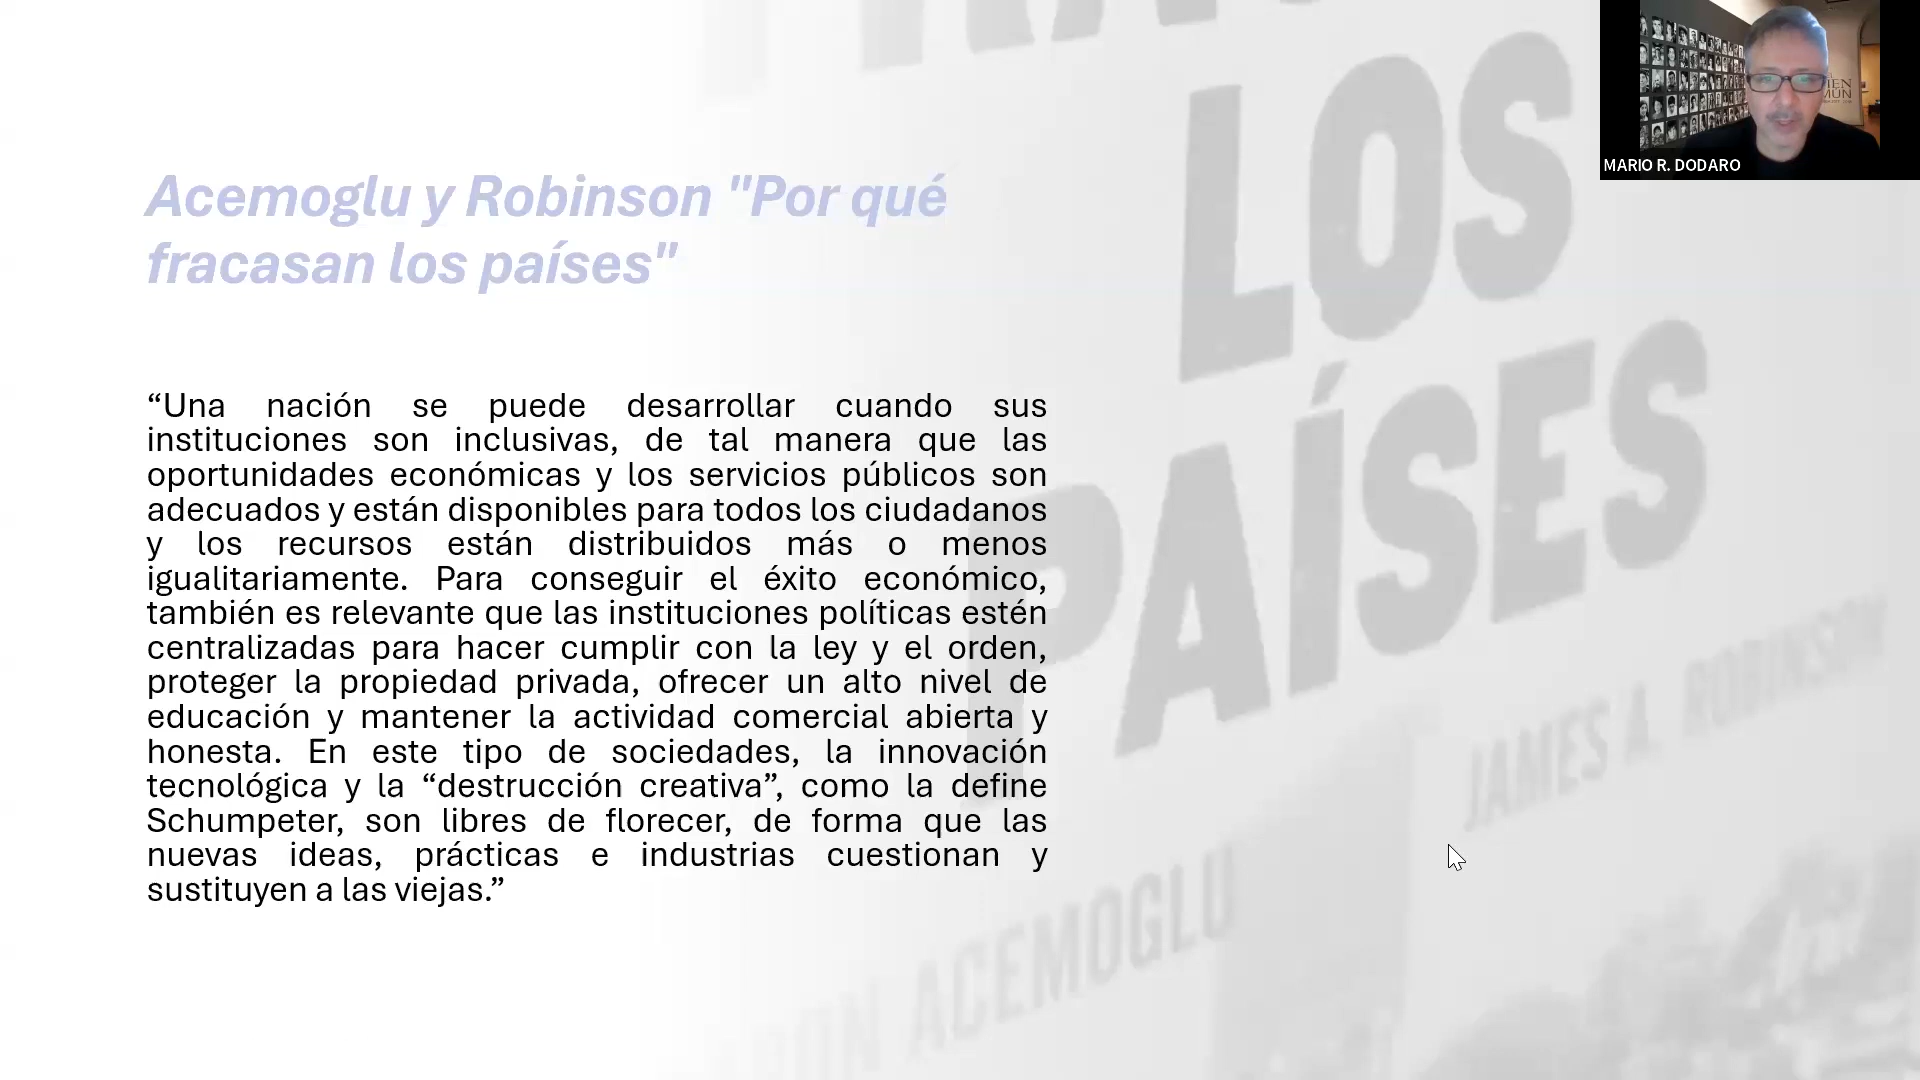 LOS
PAÍSES
JAMES A. ROBINSON
ACEMOGLU
MARIO R. DODARO
Acemoglu y Robinson "Por qué
fracasan los países"
“Una nación se puede desarrollar cuando sus
instituciones son inclusivas, de tal manera que las
oportunidades económicas y los servicios públicos son
adecuados y están disponibles para todos los ciudadanos
y los recursos están distribuidos más o menos
igualitariamente. Para conseguir el éxito económico,
también es relevante que las instituciones políticas estén
centralizadas para hacer cumplir con la ley y el orden,
proteger la propiedad privada, ofrecer un alto nivel de
educación y mantener la actividad comercial abierta y
honesta. En este tipo de sociedades, la innovación
tecnológica y la “destrucción creativa”, como la define
Schumpeter, son libres de florecer, de forma que las
nuevas ideas, prácticas e industrias cuestionan y
sustituyen a las viejas.”